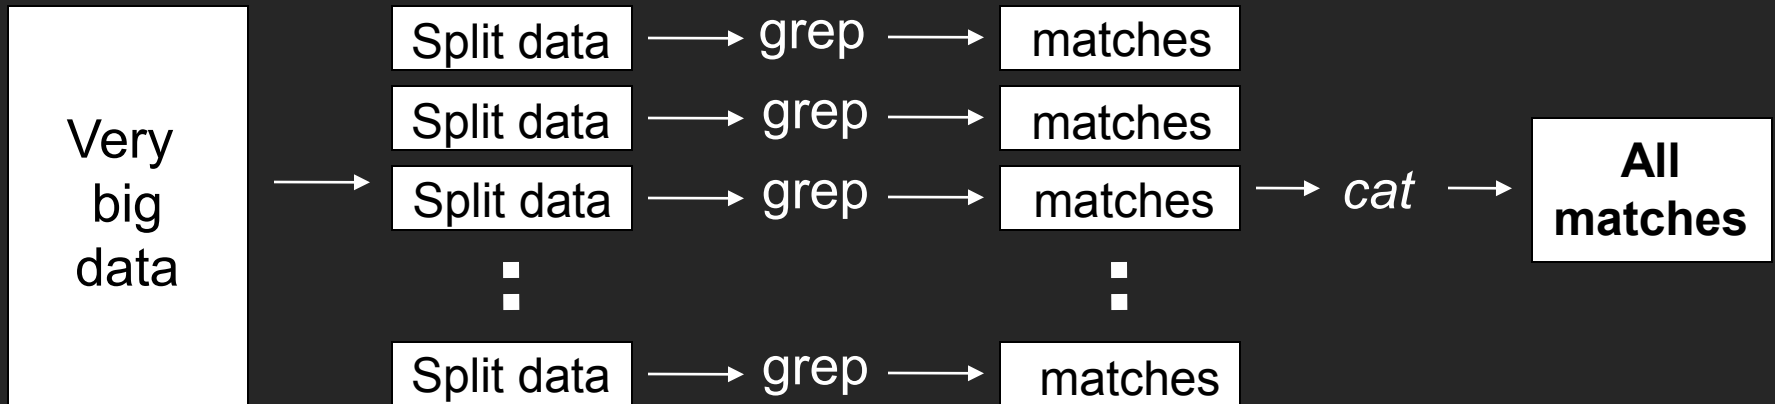 Very
big
data
Split data grep matches
Split data grep matches
Split data grep matches
cat
All
matches
:
:
Split data grep matches